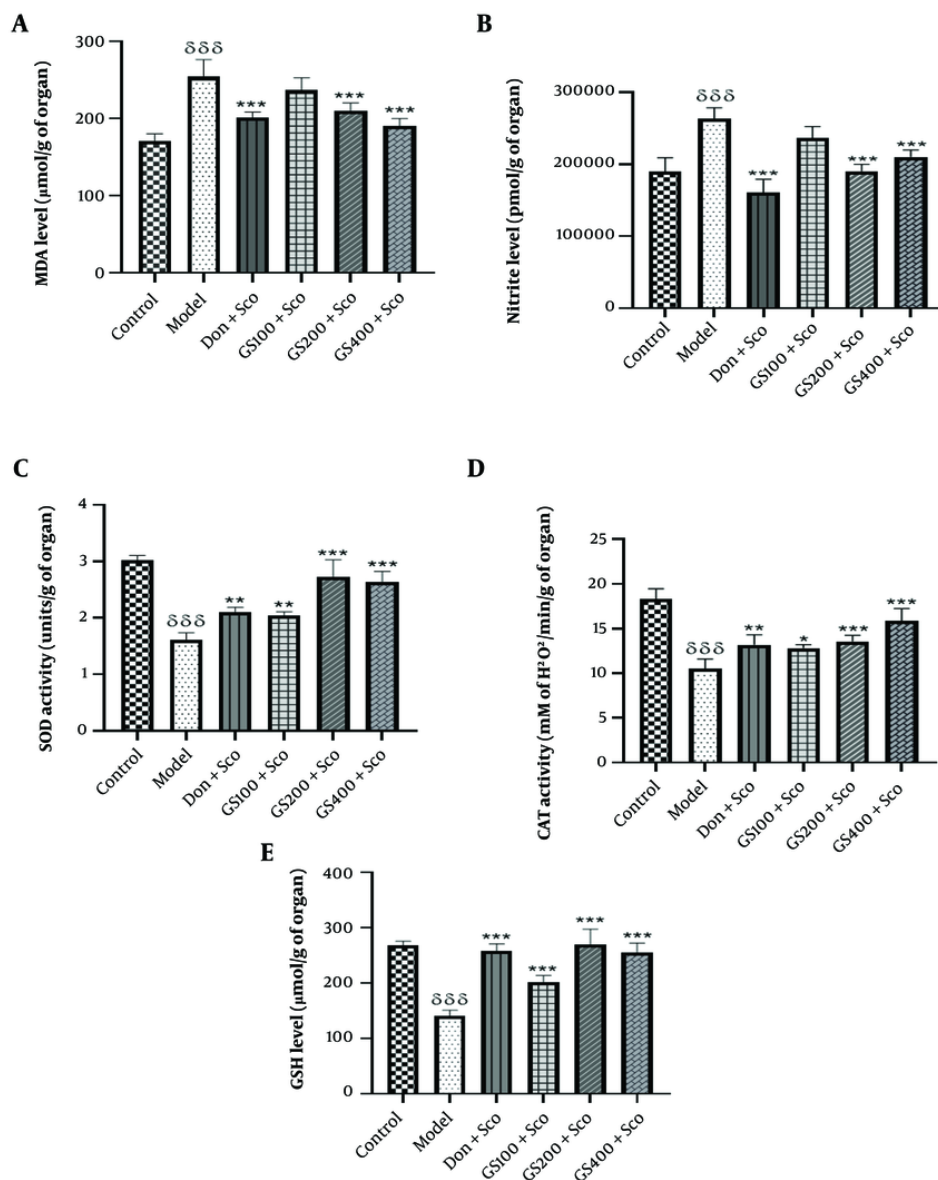 A
MDA level (μmol/g of organ)
300
200
100
0
δδδ
***
***
***
Control
Model
Don + Sco
GS100 + Sco
GS200 + Sco
GS400 + Sco
B
Nitrite level (pmol/g of organ)
300000
200000
100000
0
δδδ
***
***
***
Control
Model
Don + Sco
GS100 + Sco
GS200 + Sco
GS400 + Sco
C
SOD activity (units/g of organ)
4
3
2
1
0
δδδ
**
**
***
***
Control
Model
Don + Sco
GS100 + Sco
GS200 + Sco
GS400 + Sco
D
CAT activity (mM of H²O²/min/g of organ)
25
20
15
10
5
0
δδδ
**
*
***
***
Control
Model
Don + Sco
GS100 + Sco
GS200 + Sco
GS400 + Sco
E
GSH level (μmol/g of organ)
400
300
200
100
0
δδδ
***
***
***
***
Control
Model
Don + Sco
GS100 + Sco
GS200 + Sco
GS400 + Sco